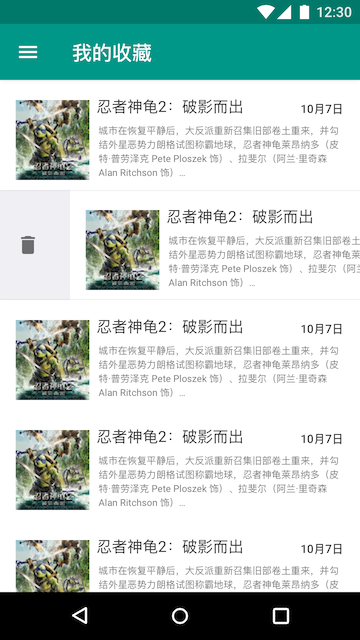 12:30
我的收藏
忍者神龟2：破影而出
10月7日
城市在恢复平静后，大反派重新召集旧部卷土重来，并勾
结外星恶势力朗格试图称霸地球，忍者神龟莱昂纳多（皮
特·普劳泽克 Pete Ploszek 饰）、拉斐尔（阿兰·里奇森
Alan Ritchson 饰）...
忍者神龟2：破影而出
城市在恢复平静后，大反派重新召集旧部卷土
结外星恶势力朗格试图称霸地球，忍者神龟莱
特·普劳泽克 Pete Ploszek 饰）、拉斐尔（阿兰
Alan Ritchson 饰）...
忍者神龟2：破影而出
10月7日
城市在恢复平静后，大反派重新召集旧部卷土重来，并勾
结外星恶势力朗格试图称霸地球，忍者神龟莱昂纳多（皮
特·普劳泽克 Pete Ploszek 饰）、拉斐尔（阿兰·里奇森
Alan Ritchson 饰）...
忍者神龟2：破影而出
10月7日
城市在恢复平静后，大反派重新召集旧部卷土重来，并勾
结外星恶势力朗格试图称霸地球，忍者神龟莱昂纳多（皮
特·普劳泽克 Pete Ploszek 饰）、拉斐尔（阿兰·里奇森
Alan Ritchson 饰）...
忍者神龟2：破影而出
10月7日
城市在恢复平静后，大反派重新召集旧部卷土重来，并勾
结外星恶势力朗格试图称霸地球，忍者神龟莱昂纳多（皮